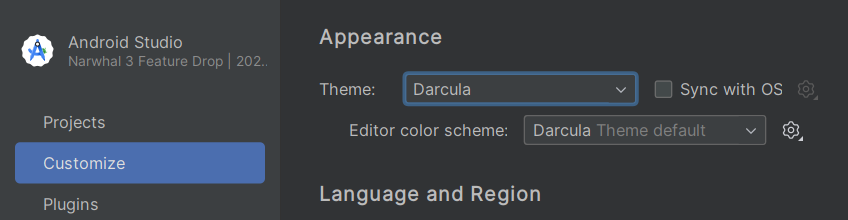 Android Studio
Narwhal 3 Feature Drop | 202..
Projects
Customize
Plugins
Appearance
Theme: Darcula Sync with OS
Editor color scheme: Darcula Theme default
Language and Region